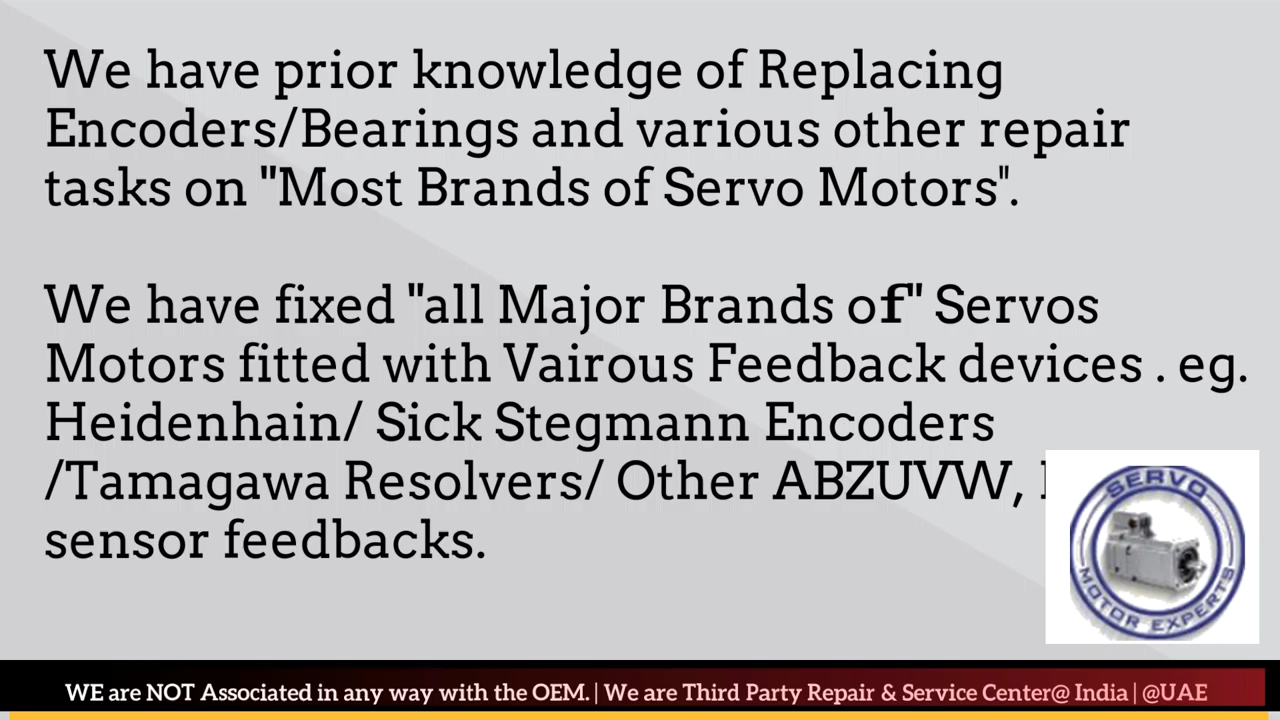 We have prior knowledge of Replacing
Encoders/Bearings and various other repair
tasks on "Most Brands of Servo Motors".
We have fixed "all Major Brands of" Servos
Motors fitted with Vairous Feedback devices . eg.
Heidenhain/ Sick Stegmann Encoders
/Tamagawa Resolvers/ Other ABZUVW,
sensor feedbacks.
SERVO
MOTOR EXPERTS
WE are NOT Associated in any way with the OEM. | We are Third Party Repair & Service Center@ India | @UAE